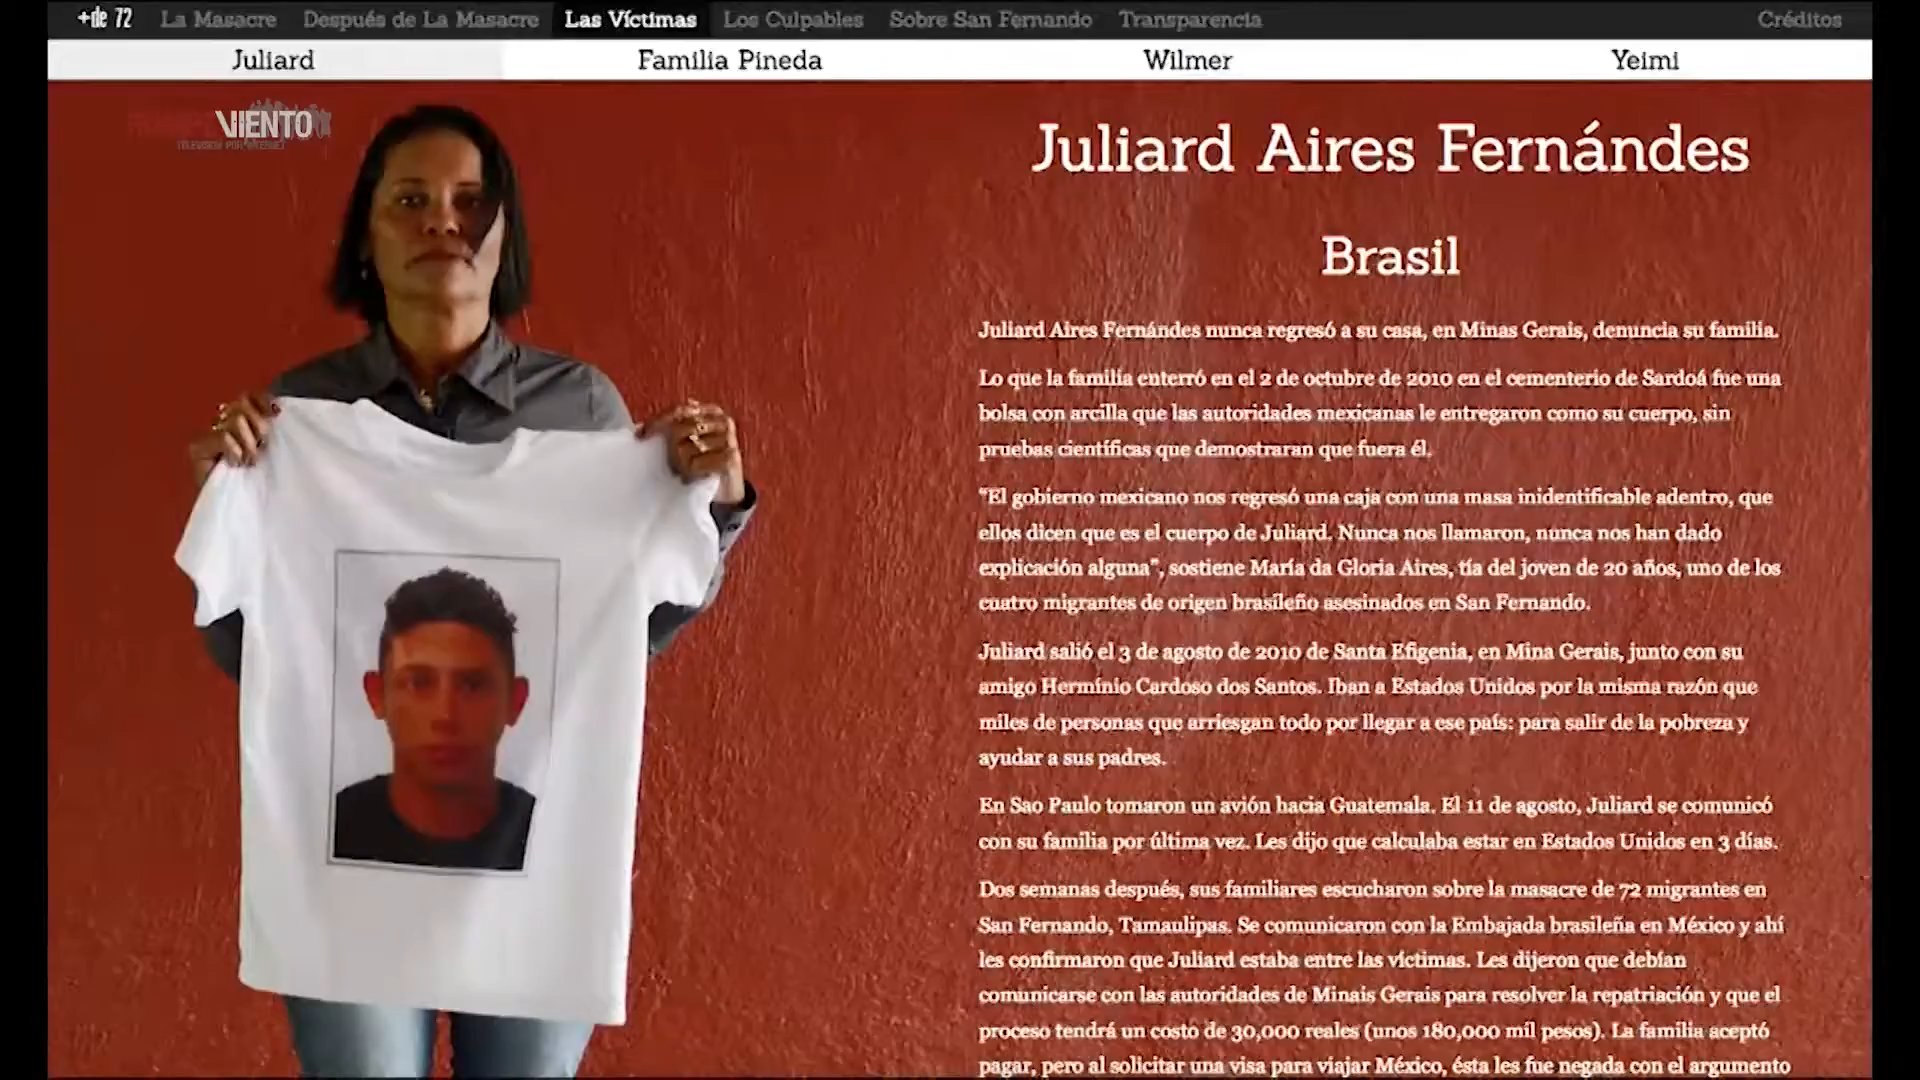 +de 72 La Masacre Después de La Masacre Las Víctimas Los Culpables Sobre San Fernando Transparencia Créditos
Juliard Familia Pineda Wilmer Yeimi
VIENTO
TELEVISIÓN POR INTERNET
Juliard Aires Fernándes
Brasil
Juliard Aires Fernándes nunca regresó a su casa, en Minas Gerais, denuncia su familia.
Lo que la familia enterró en el 2 de octubre de 2010 en el cementerio de Sardoá fue una
bolsa con arcilla que las autoridades mexicanas le entregaron como su cuerpo, sin
pruebas científicas que demostraran que fuera él.
“El gobierno mexicano nos regresó una caja con una masa inidentificable adentro, que
ellos dicen que es el cuerpo de Juliard. Nunca nos llamaron, nunca nos han dado
explicación alguna”, sostiene María da Gloria Aires, tía del joven de 20 años, uno de los
cuatro migrantes de origen brasileño asesinados en San Fernando.
Juliard salió el 3 de agosto de 2010 de Santa Efigenia, en Mina Gerais, junto con su
amigo Hermínio Cardoso dos Santos. Iban a Estados Unidos por la misma razón que
miles de personas que arriesgan todo por llegar a ese país: para salir de la pobreza y
ayudar a sus padres.
En Sao Paulo tomaron un avión hacia Guatemala. El 11 de agosto, Juliard se comunicó
con su familia por última vez. Les dijo que calculaba estar en Estados Unidos en 3 días.
Dos semanas después, sus familiares escucharon sobre la masacre de 72 migrantes en
San Fernando, Tamaulipas. Se comunicaron con la Embajada brasileña en México y ahí
les confirmaron que Juliard estaba entre las víctimas. Les dijeron que debían
comunicarse con las autoridades de Minais Gerais para resolver la repatriación y que el
proceso tendrá un costo de 30,000 reales (unos 180,000 mil pesos). La familia aceptó
pagar, pero al solicitar una visa para viajar México, ésta les fue negada con el argumento